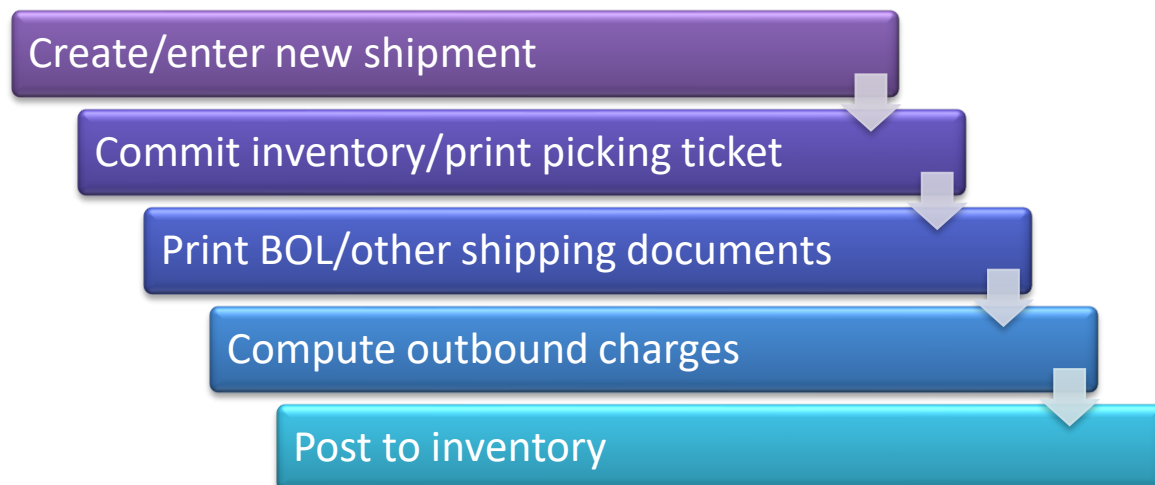 Create/enter new shipment
Commit inventory/print picking ticket
Print BOL/other shipping documents
Compute outbound charges
Post to inventory